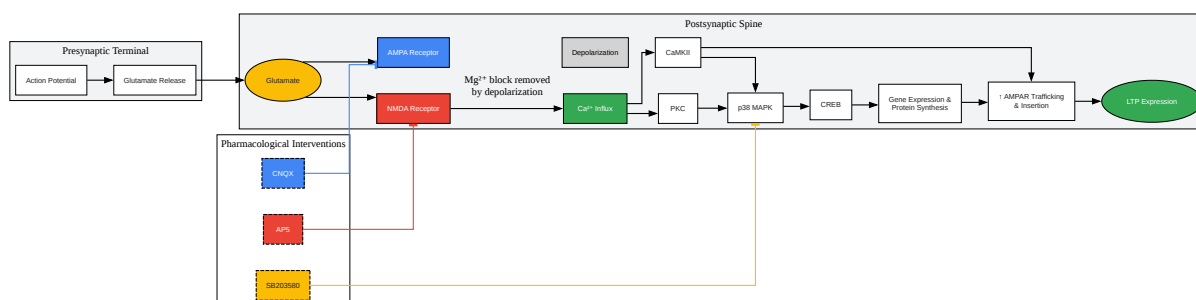 Presynaptic Terminal
Action Potential
Glutamate Release
Postsynaptic Spine
Glutamate
AMPA Receptor
NMDA Receptor
Mg²⁺ block removed
by depolarization
Depolarization
Ca²⁺ Influx
CaMKII
PKC
p38 MAPK
CREB
Gene Expression &
Protein Synthesis
↑ AMPAR Trafficking
& Insertion
LTP Expression
Pharmacological Interventions
CNQX
AP5
SB203580